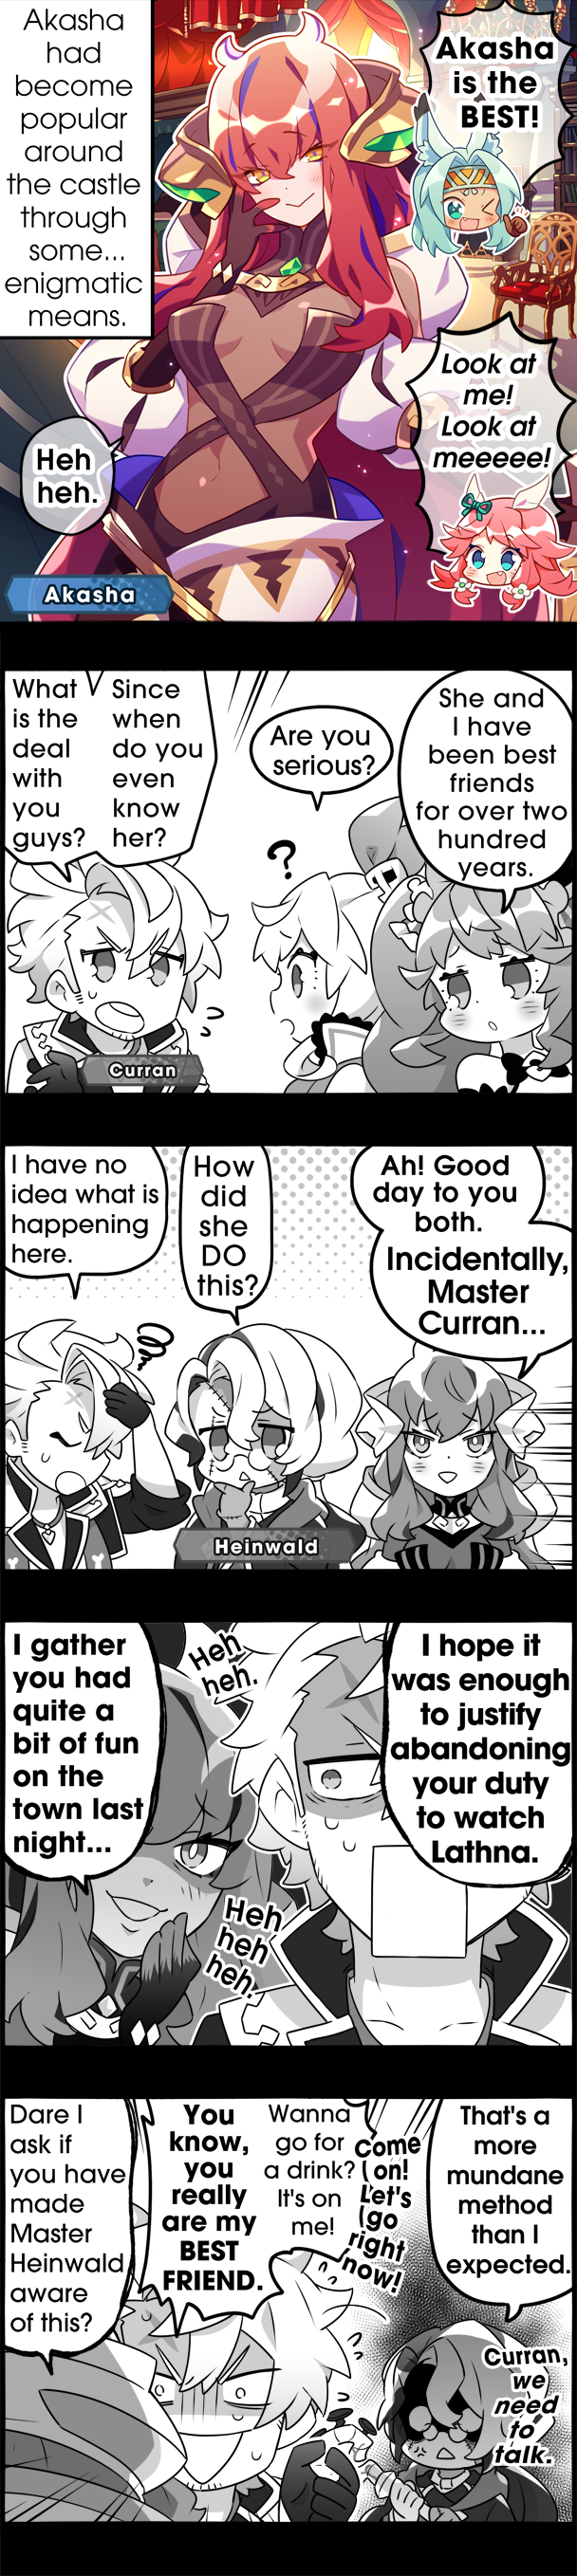 Akasha
had
become
popular
around
the castle
through
some...
enigmatic
means.
Akasha
is the
BEST!
Look at
me!
Look at
meeeee!
Heh
heh.
Akasha
What
is the
deal
with
you
guys?
Since
when
do you
even
know
her?
Are you
serious?
She and
I have
been best
friends
for over two
hundred
years.
?
Curran
I have no
idea what is
happening
here.
How
did
she
DO
this?
Ah! Good
day to you
both.
Incidentally,
Master
Curran...
Heinwald
I gather
you had
quite a
bit of fun
on the
town last
night...
Heh
heh.
I hope it
was enough
to justify
abandoning
your duty
to watch
Lathna.
Heh
heh
heh.
Dare I
ask if
you have
made
Master
Heinwald
aware
of this?
You
know,
you
really
are my
BEST
FRIEND.
Wanna
go for
a drink?
It's on
me!
Come
on!
Let's
go
right
now!
That's a
more
mundane
method
than I
expected.
Curran,
we
need
to
talk.